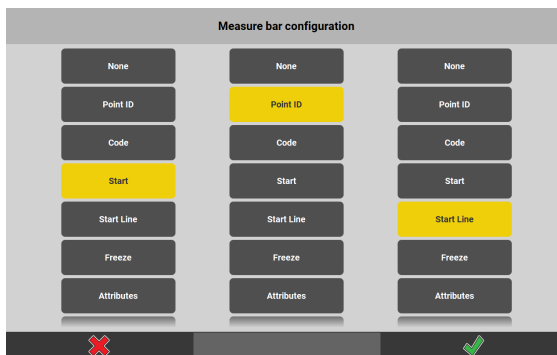 Measure bar configuration
None None None
Point ID Point ID Point ID
Code Code Code
Start Start Start
Start Line Start Line Start Line
Freeze Freeze Freeze
Attributes Attributes Attributes